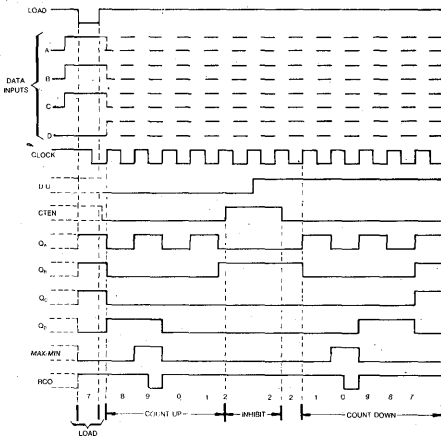 LOAD
DATA
INPUTS
A
B
C
D
CLOCK
D/U
CTEN
QA
QB
QC
QD
MAX-MIN
RCO
7 8 9 0 1 2 2 2 1 0 9 8 7
COUNT UP INHIBIT COUNT DOWN
LOAD